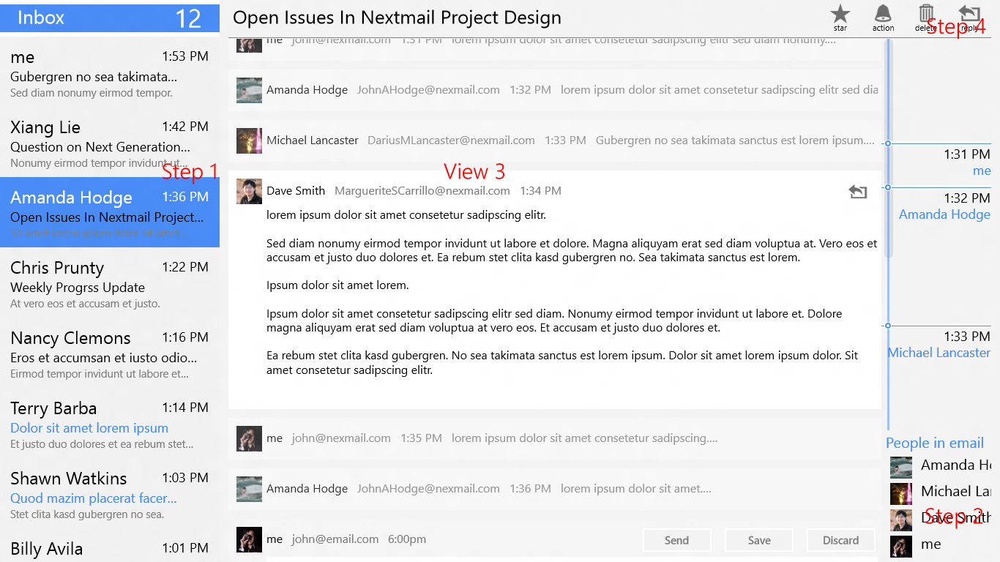 Inbox 12
me 1:53 PM
Gubergren no sea takimata...
Sed diam nonumy eirmod tempor.
Xiang Lie 1:42 PM
Question on Next Generation...
Nonumy eirmod tempor invidunt ut...
Step 1
Amanda Hodge 1:36 PM
Open Issues In Nextmail Project...
Sit amet lorem ipsum dolor sit amet...
Chris Prunty 1:22 PM
Weekly Progrss Update
At vero eos et accusam et justo.
Nancy Clemons 1:16 PM
Eros et accumsan et iusto odio...
Eirmod tempor invidunt ut labore et...
Terry Barba 1:14 PM
Dolor sit amet lorem ipsum
Et justo duo dolores et ea rebum stet...
Shawn Watkins 1:03 PM
Quod mazim placerat facer...
Stet clita kasd gubergren no sea.
Billy Avila 1:01 PM
Open Issues In Nextmail Project Design
star action delete reply
Step 4
me john@nexmail.com 1:31 PM lorem ipsum dolor sit amet consetetur sadipscing elitr sed diam nonumy....
Amanda Hodge JohnAHodge@nexmail.com 1:32 PM lorem ipsum dolor sit amet consetetur sadipscing elitr sed dia
Michael Lancaster DariusMLancaster@nexmail.com 1:33 PM Gubergren no sea takimata sanctus est lorem ipsum....
View 3
Dave Smith MargueriteSCarrillo@nexmail.com 1:34 PM
lorem ipsum dolor sit amet consetetur sadipscing elitr.
Sed diam nonumy eirmod tempor invidunt ut labore et dolore. Magna aliquyam erat sed diam voluptua at. Vero eos et
accusam et justo duo dolores et. Ea rebum stet clita kasd gubergren no. Sea takimata sanctus est lorem.
Ipsum dolor sit amet lorem.
Ipsum dolor sit amet consetetur sadipscing elitr sed diam. Nonumy eirmod tempor invidunt ut labore et. Dolore
magna aliquyam erat sed diam voluptua at vero eos. Et accusam et justo duo dolores et.
Ea rebum stet clita kasd gubergren. No sea takimata sanctus est lorem ipsum. Dolor sit amet lorem ipsum dolor. Sit
amet consetetur sadipscing elitr.
me john@nexmail.com 1:35 PM lorem ipsum dolor sit amet consetetur sadipscing....
Amanda Hodge JohnAHodge@nexmail.com 1:36 PM lorem ipsum dolor sit amet....
me john@email.com 6:00pm Send Save Discard
1:31 PM
me
1:32 PM
Amanda Hodge
1:33 PM
Michael Lancaster
People in email
Amanda Ho
Michael Lan
Dave Smith
Step 2
me